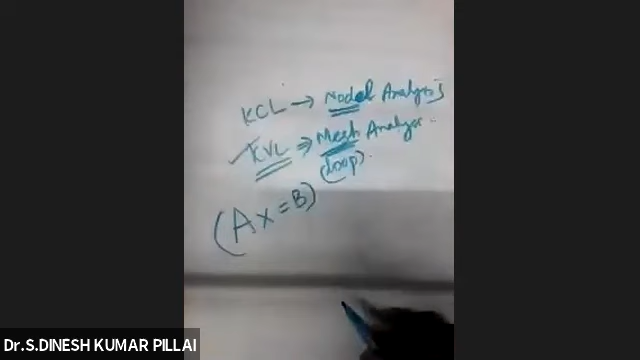 KCL → Nodal Analysis
✓ KVL ⇒ Mesh Analysis
(loop).
(Ax = B)
Dr.S.DINESH KUMAR PILLAI